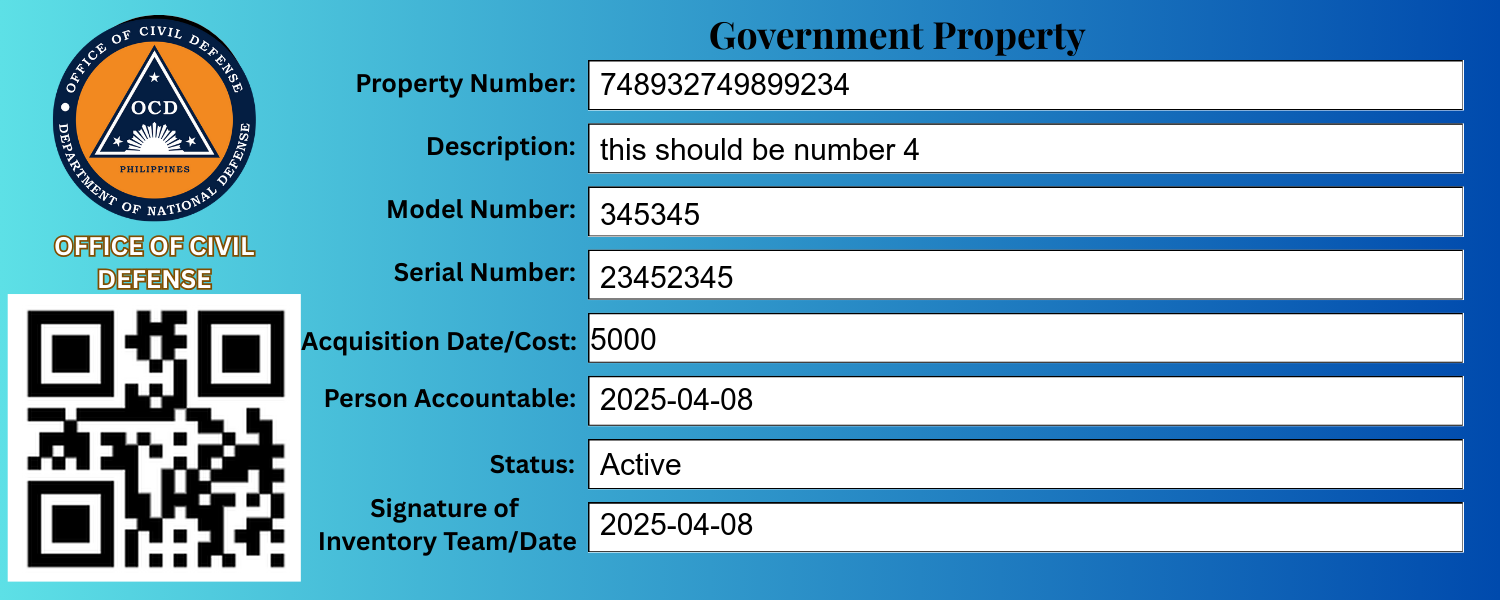 OFFICE OF CIVIL DEFENSE
DEPARTMENT OF NATIONAL DEFENSE
OCD
PHILIPPINES
OFFICE OF CIVIL
DEFENSE
Government Property
Property Number: 748932749899234
Description: this should be number 4
Model Number: 345345
Serial Number: 23452345
Acquisition Date/Cost: 5000
Person Accountable: 2025-04-08
Status: Active
Signature of
Inventory Team/Date 2025-04-08